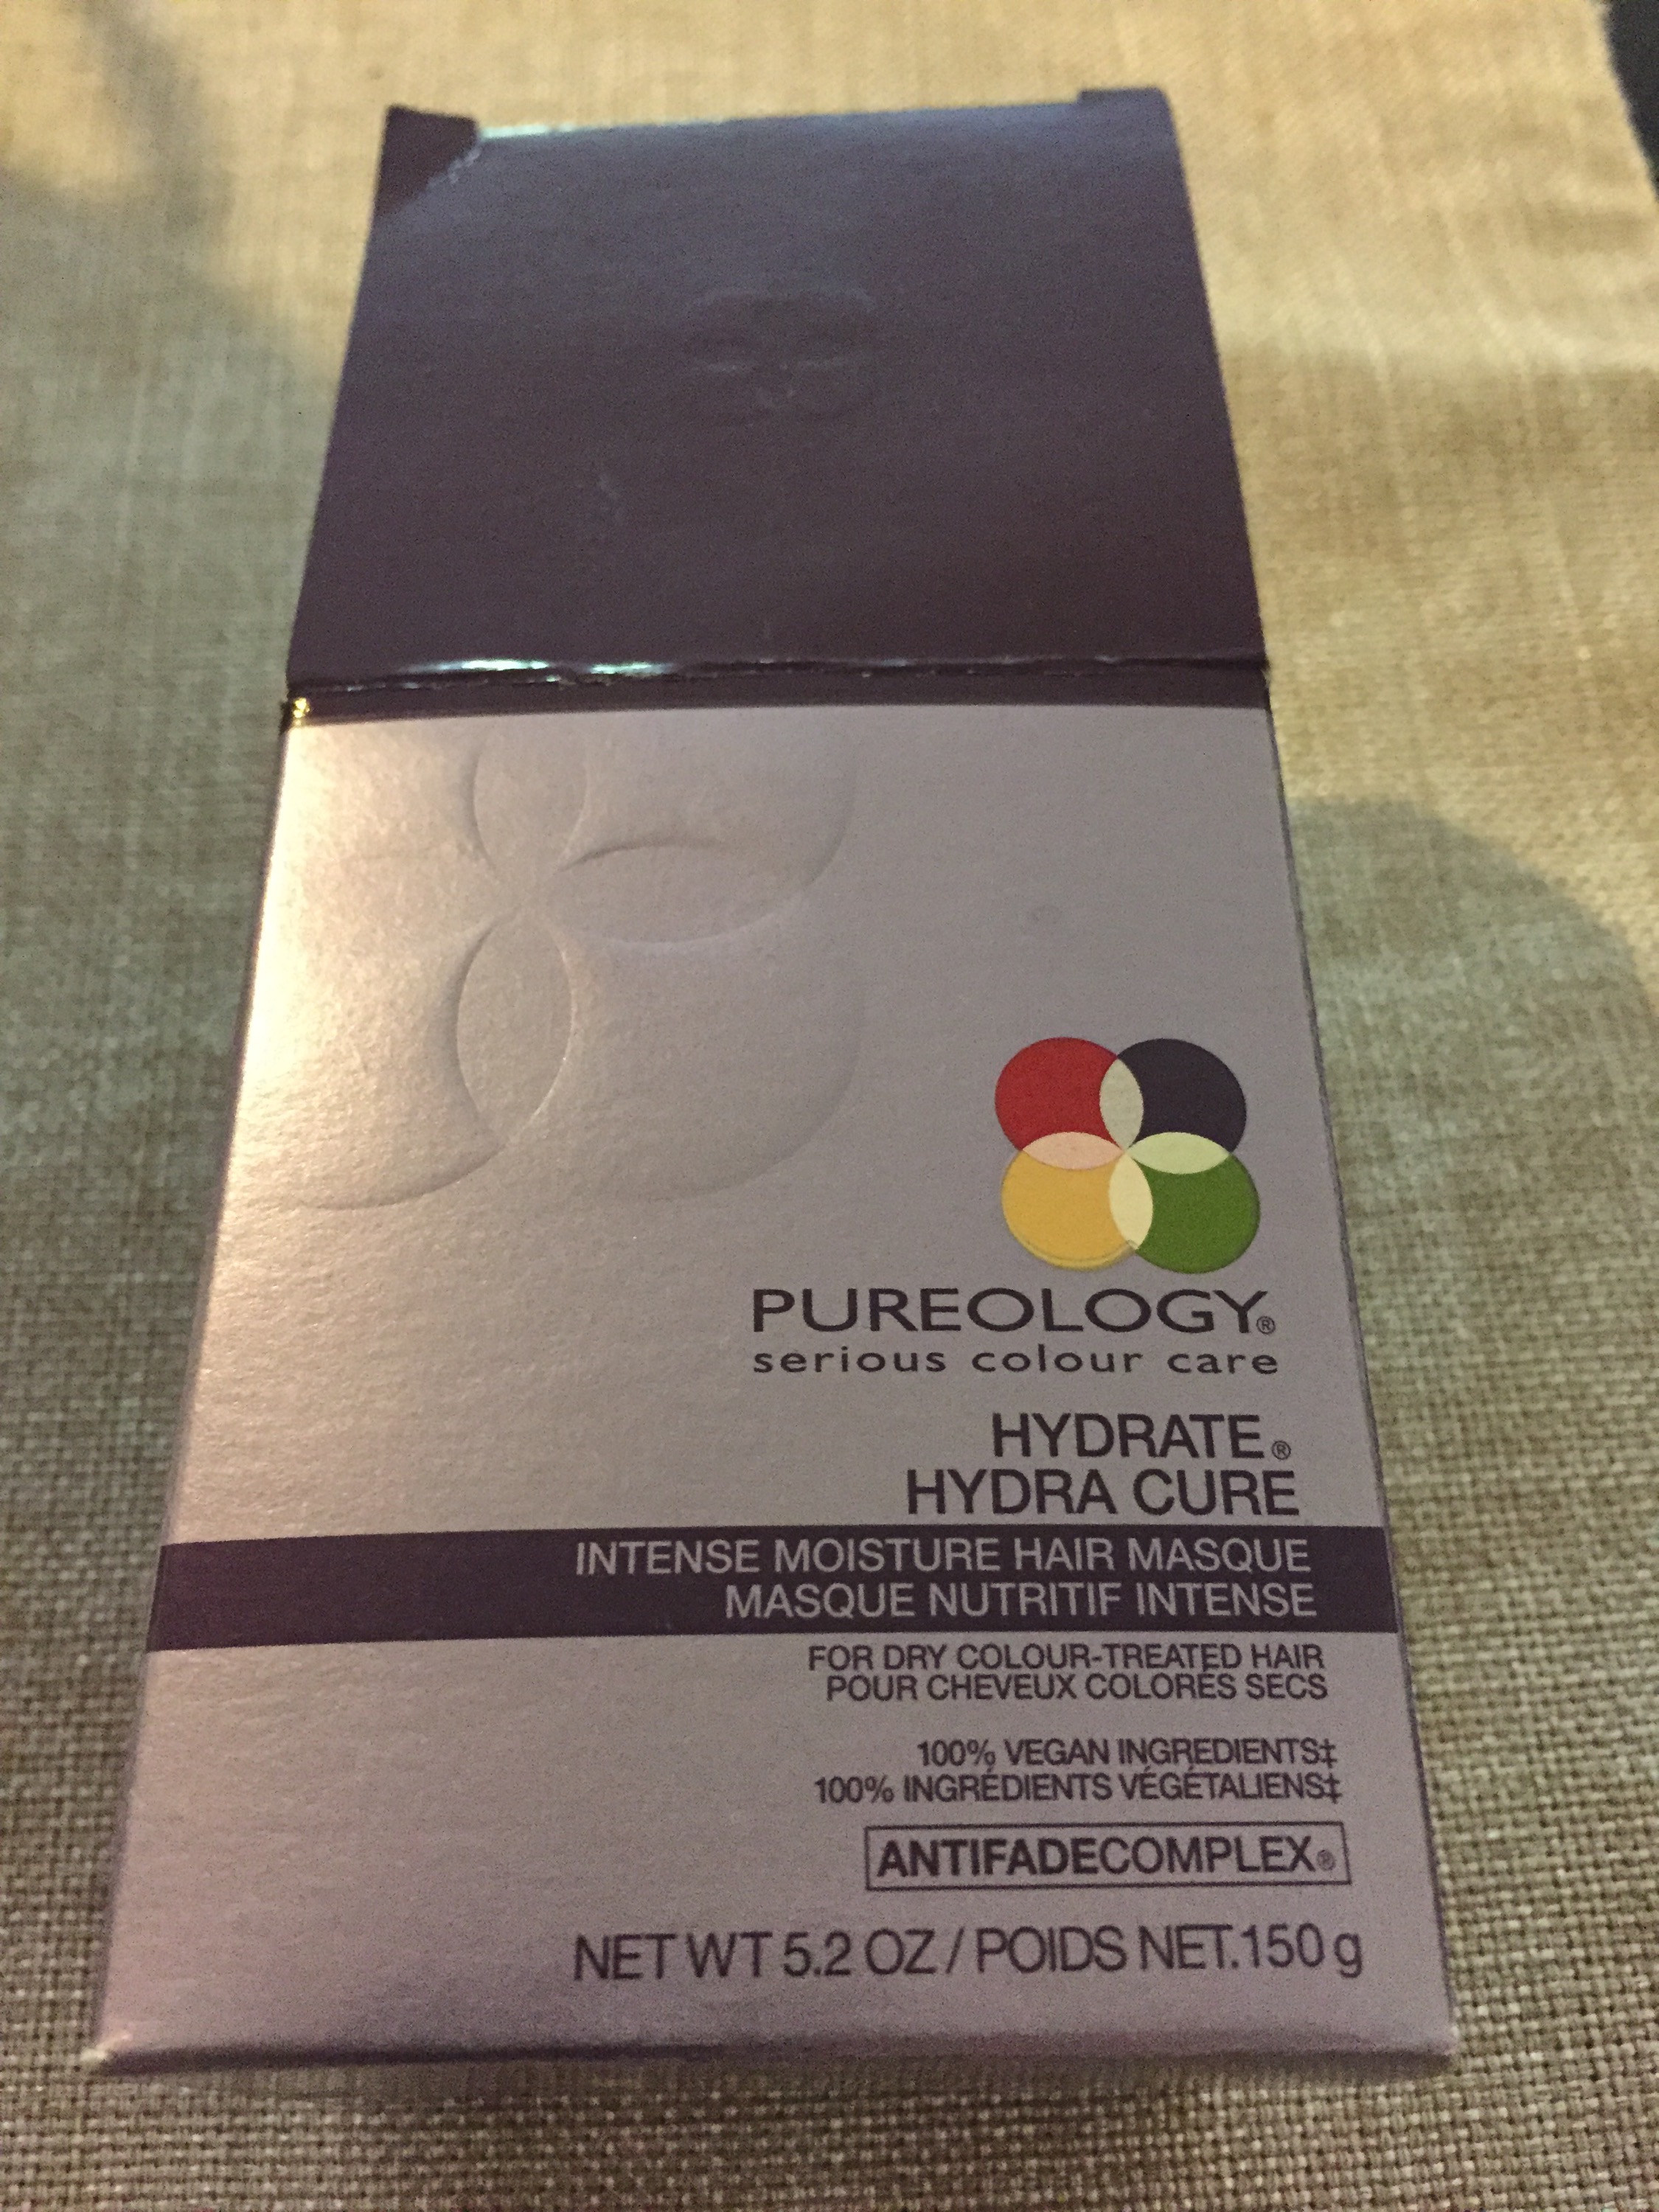 PUREOLOGY®
serious colour care
HYDRATE®
HYDRA CURE
INTENSE MOISTURE HAIR MASQUE
MASQUE NUTRITIF INTENSE
FOR DRY COLOUR-TREATED HAIR
POUR CHEVEUX COLORÉS SECS
100% VEGAN INGREDIENTS‡
100% INGRÉDIENTS VÉGÉTALIENS‡
ANTIFADECOMPLEX®
NET WT 5.2 OZ / POIDS NET.150 g